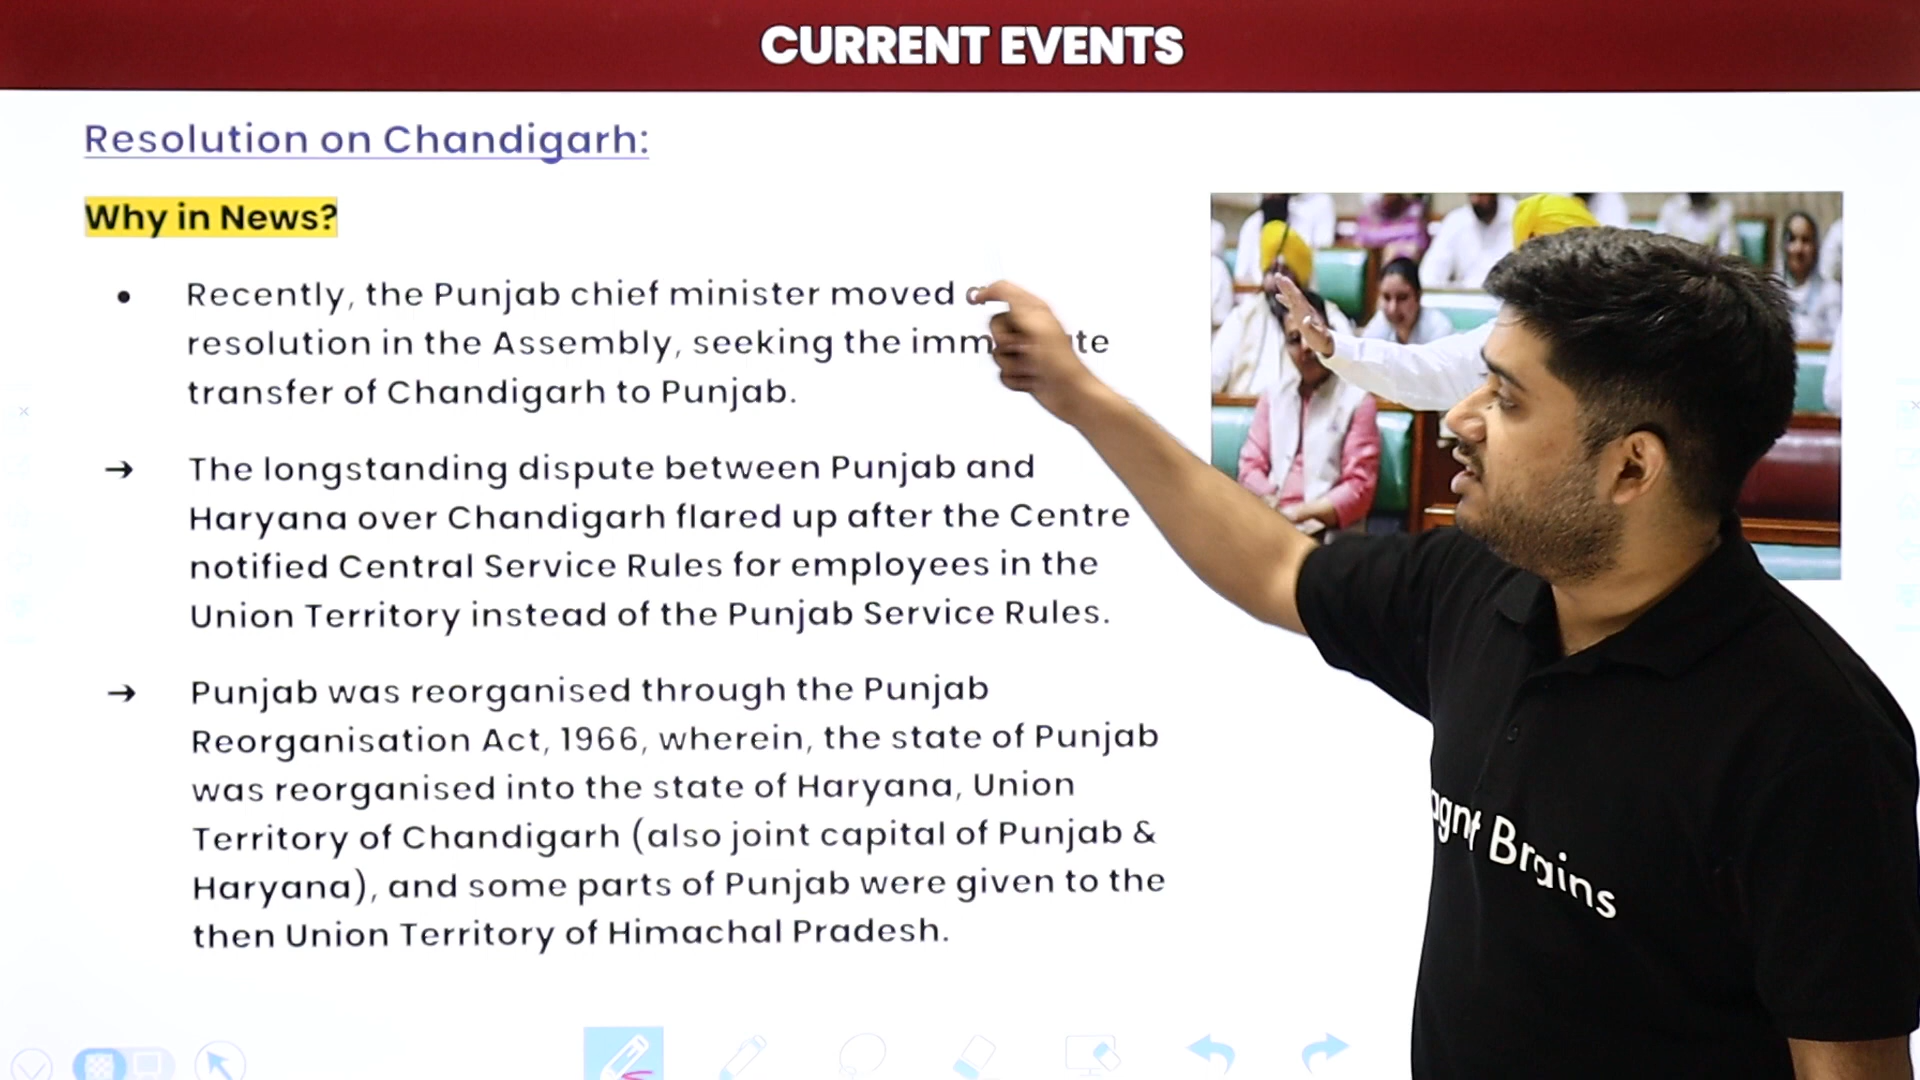 CURRENT EVENTS
Resolution on Chandigarh:
Why in News?
• Recently, the Punjab chief minister moved
resolution in the Assembly, seeking the
transfer of Chandigarh to Punjab.
→ The longstanding dispute between Punjab and
Haryana over Chandigarh flared up after the Centre
notified Central Service Rules for employees in the
Union Territory instead of the Punjab Service Rules.
→ Punjab was reorganised through the Punjab
Reorganisation Act, 1966, wherein, the state of Punjab
was reorganised into the state of Haryana, Union
Territory of Chandigarh (also joint capital of Punjab &
Haryana), and some parts of Punjab were given to the
then Union Territory of Himachal Pradesh.
Brains